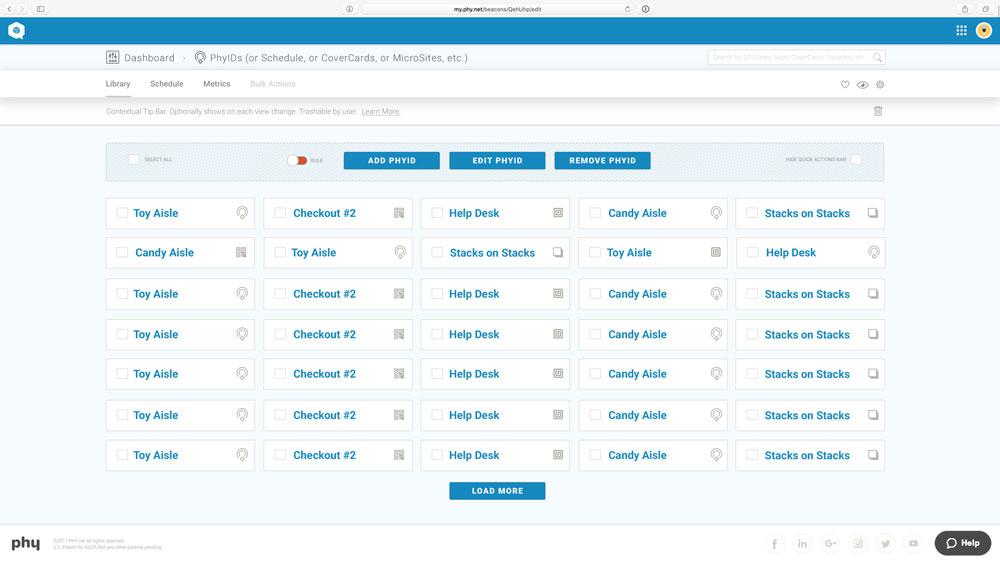 my.phy.net/beacons/QehUhp/edit
Dashboard > PhyIDs (or Schedule, or CoverCards, or MicroSites, etc.)
Search for QR Codes, Apps, CoverCards, Favorites, etc.
Library Schedule Metrics Bulk Actions
Contextual Tip Bar. Optionally shows on each view change. Trashable by user. Learn More.
SELECT ALL BULK ADD PHYID EDIT PHYID REMOVE PHYID HIDE QUICK ACTIONS BAR
Toy Aisle Checkout #2 Help Desk Candy Aisle Stacks on Stacks
Candy Aisle Toy Aisle Stacks on Stacks Toy Aisle Help Desk
Toy Aisle Checkout #2 Help Desk Candy Aisle Stacks on Stacks
Toy Aisle Checkout #2 Help Desk Candy Aisle Stacks on Stacks
Toy Aisle Checkout #2 Help Desk Candy Aisle Stacks on Stacks
Toy Aisle Checkout #2 Help Desk Candy Aisle Stacks on Stacks
Toy Aisle Checkout #2 Help Desk Candy Aisle Stacks on Stacks
LOAD MORE
phy
©2017 PHY.net All rights reserved.
U.S. Patent No and other patents pending.
Help